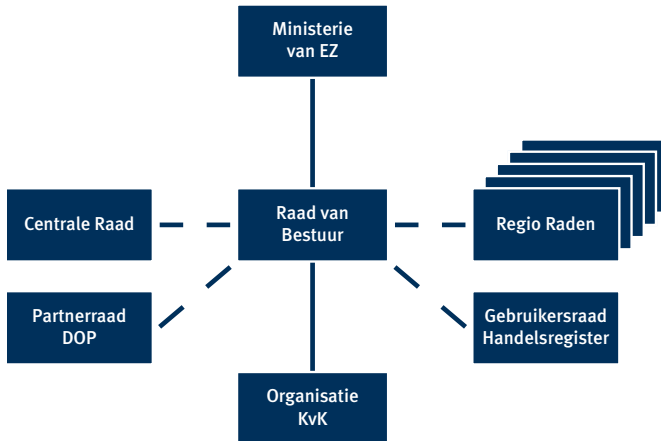 Ministerie
van EZ
Centrale Raad
Raad van
Bestuur
Regio Raden
Partnerraad
DOP
Gebruikersraad
Handelsregister
Organisatie
KvK